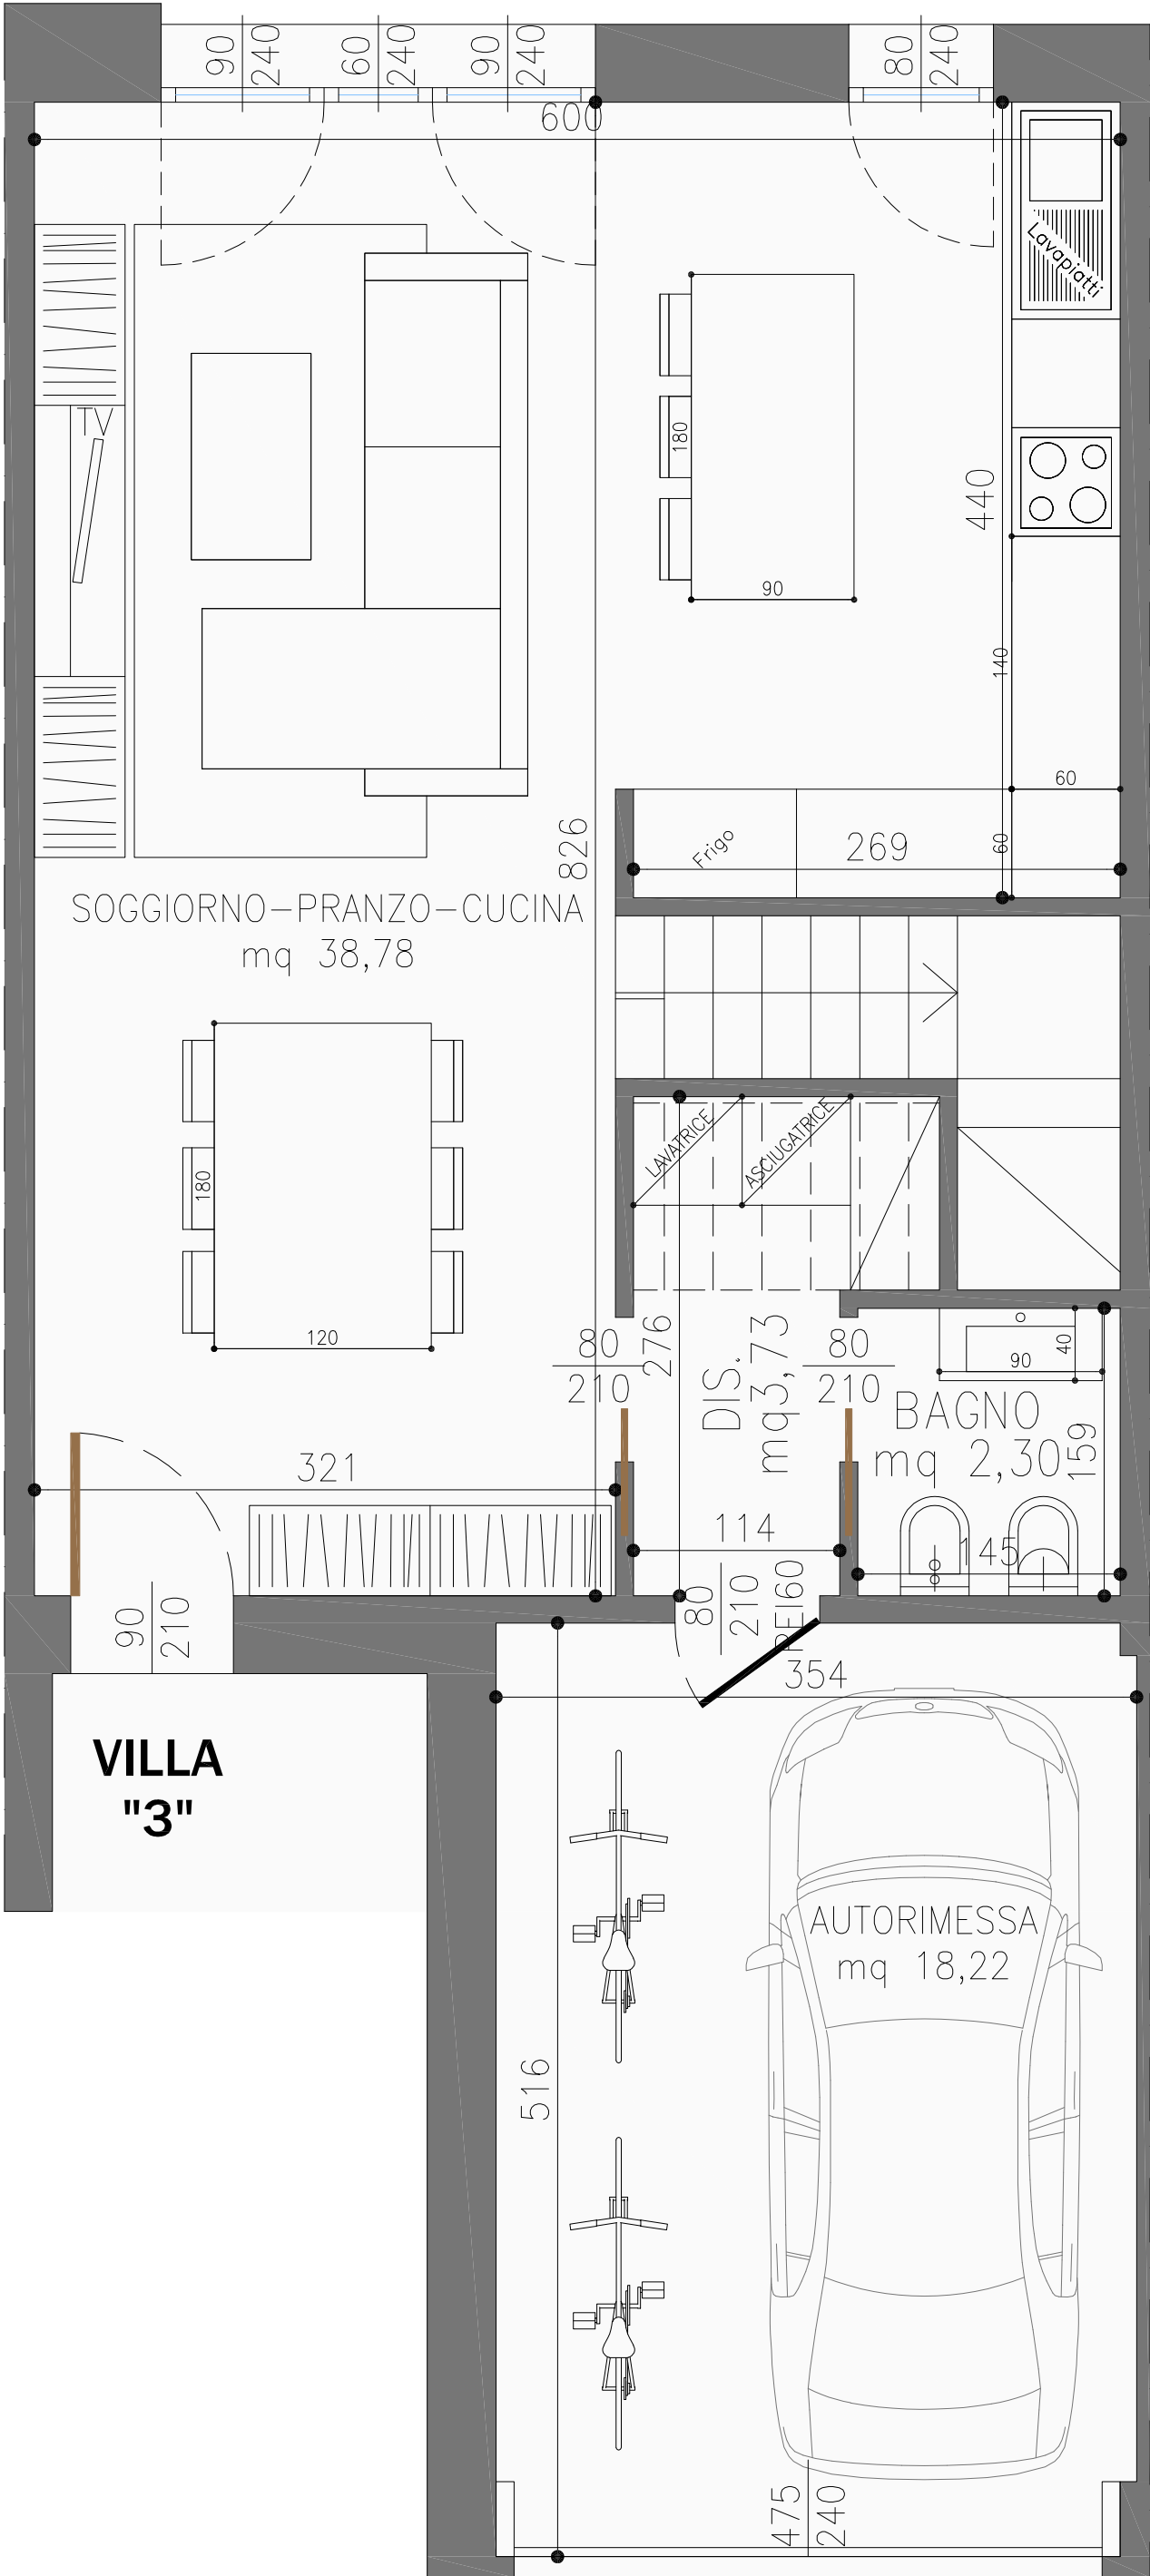 90
240
60
240
90
240
80
240
600
Lavapiatti
TV
180
90
440
140
60
60
826
Frigo
269
SOGGIORNO-PRANZO-CUCINA
mq 38,78
LAVATRICE
ASCIUGATRICE
180
120
80
210
276
DIS.
mq3,73
80
210
40
90
BAGNO
mq 2,30
159
321
114
145
90
210
80
210
REI60
354
VILLA
"3"
AUTORIMESSA
mq 18,22
516
475
240